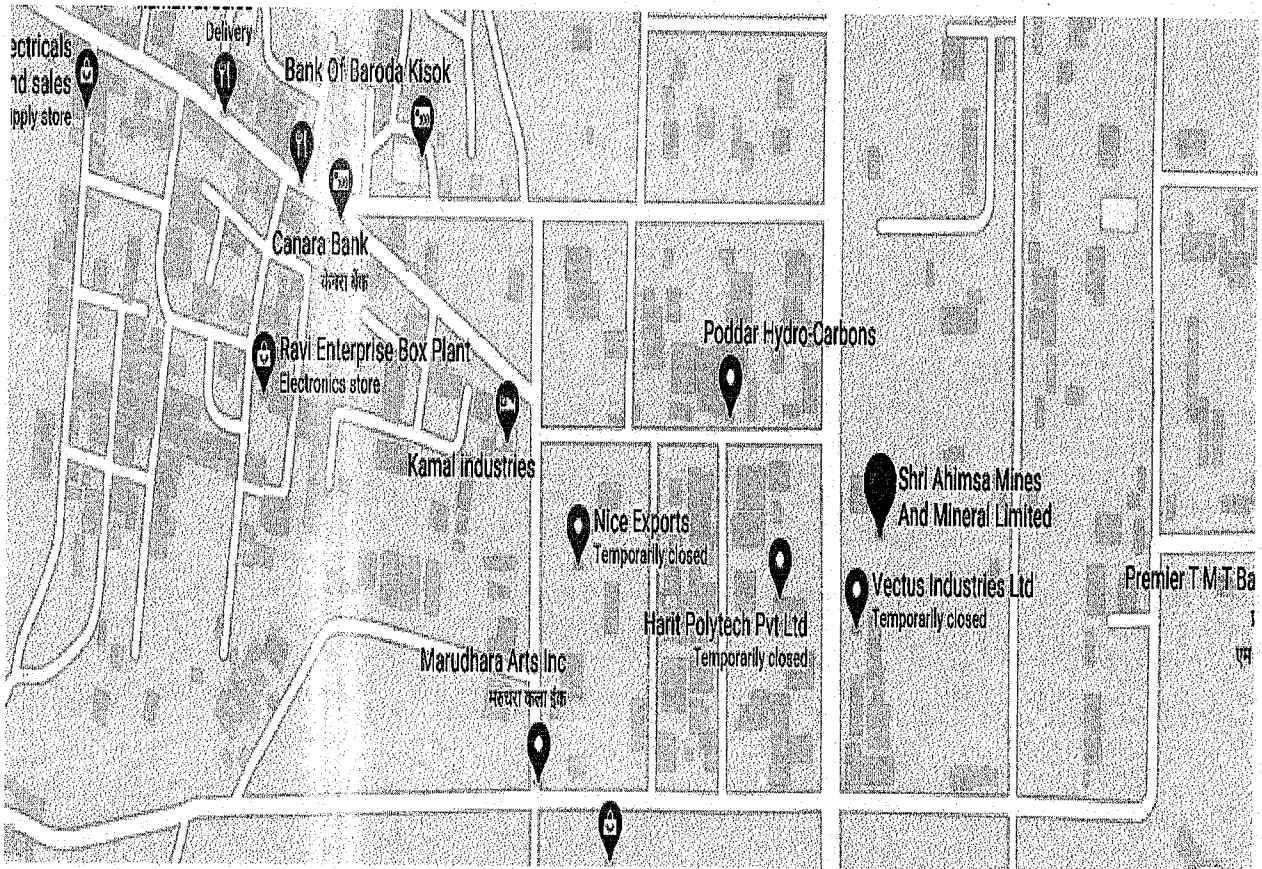 Delivery
ectricals
nd sales
upply store
Bank Of Baroda Kisok
Canara Bank
केनरा बैंक
Poddar Hydro-Carbons
Ravi Enterprise Box Plant
Electronics store
Kamal industries
Shri Ahimsa Mines
And Mineral Limited
Nice Exports
Temporarily closed
Vectus Industries Ltd
Temporarily closed
Premier T M T Ba
एम
Harit Polytech Pvt Ltd
Temporarily closed
Marudhara Arts Inc
मरुधरा कला इंक